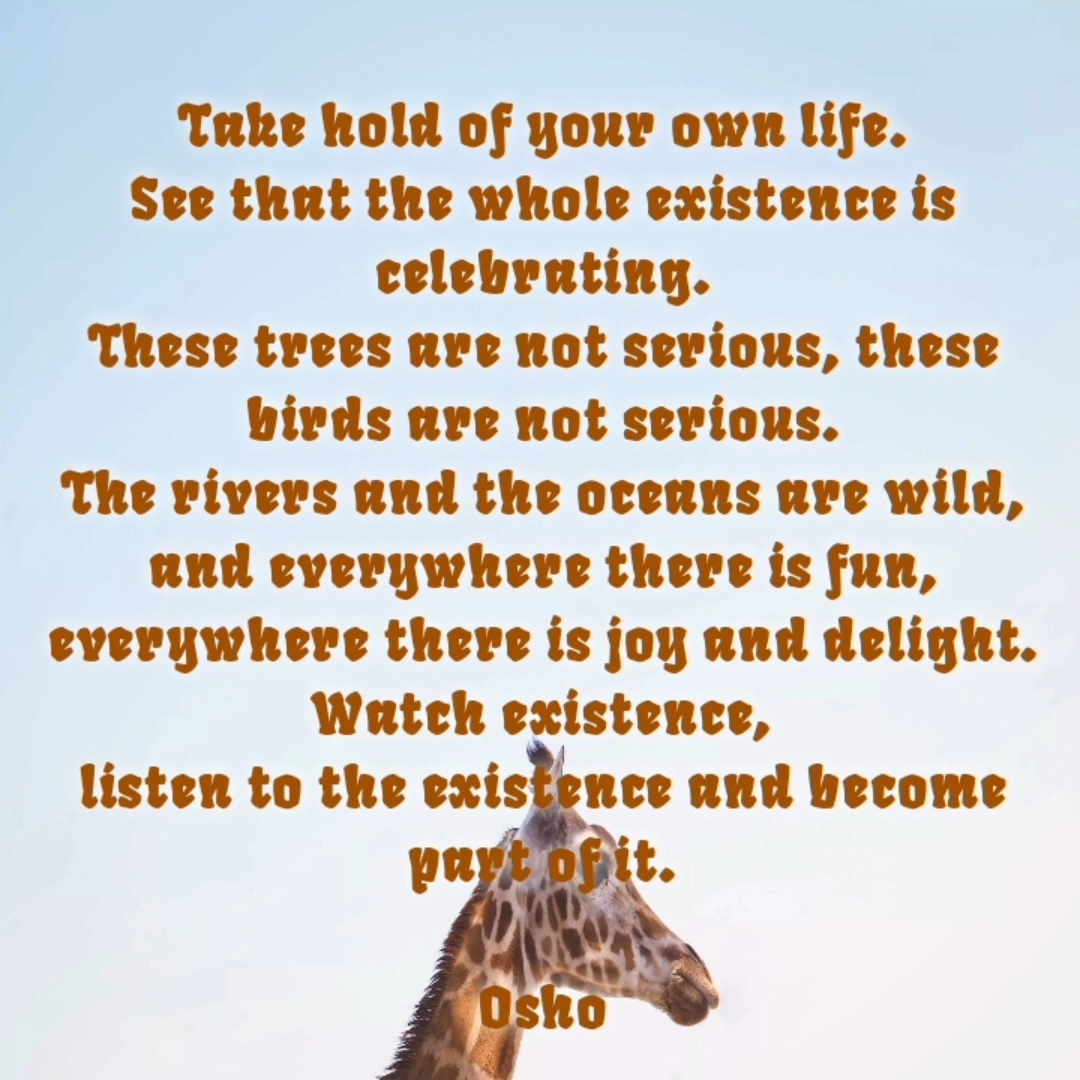 Take hold of your own life.
See that the whole existence is
celebrating.
These trees are not serious, these
birds are not serious.
The rivers and the oceans are wild,
and everywhere there is fun,
everywhere there is joy and delight.
Watch existence,
listen to the existence and become
part of it.
Osho